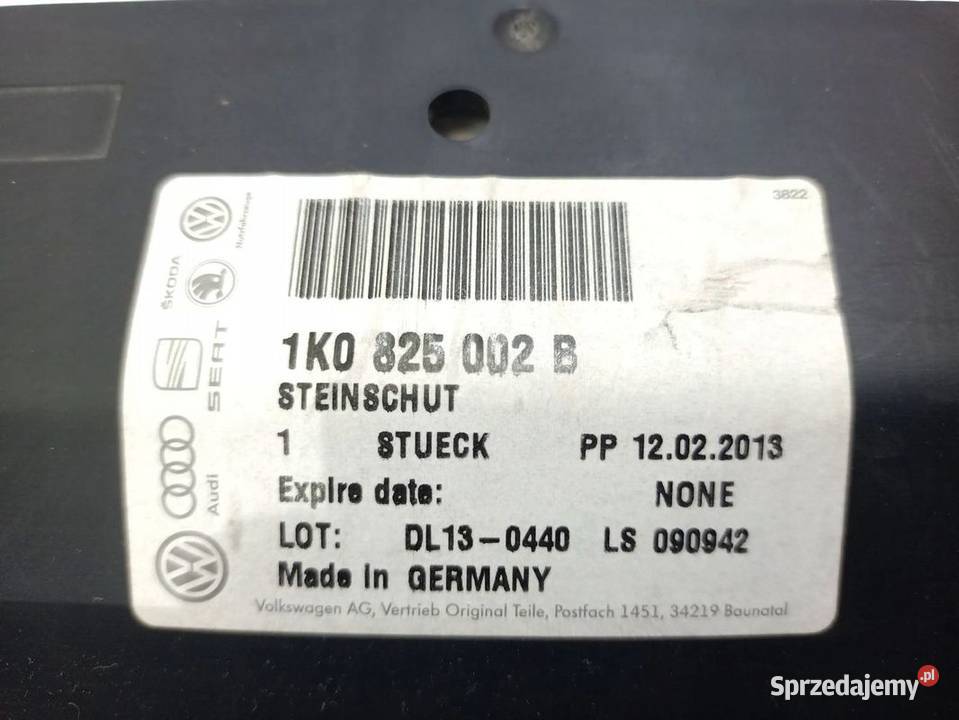 3822
Nutzfahrzeuge
ŠKODA
SEAT
Audi
1K0 825 002 B
STEINSCHUT
1 STUECK PP 12.02.2013
Expire date: NONE
LOT: DL13-0440 LS 090942
Made in GERMANY
Volkswagen AG, Vertrieb Original Teile, Postfach 1451, 34219 Baunatal
Sprzedajemy.pl